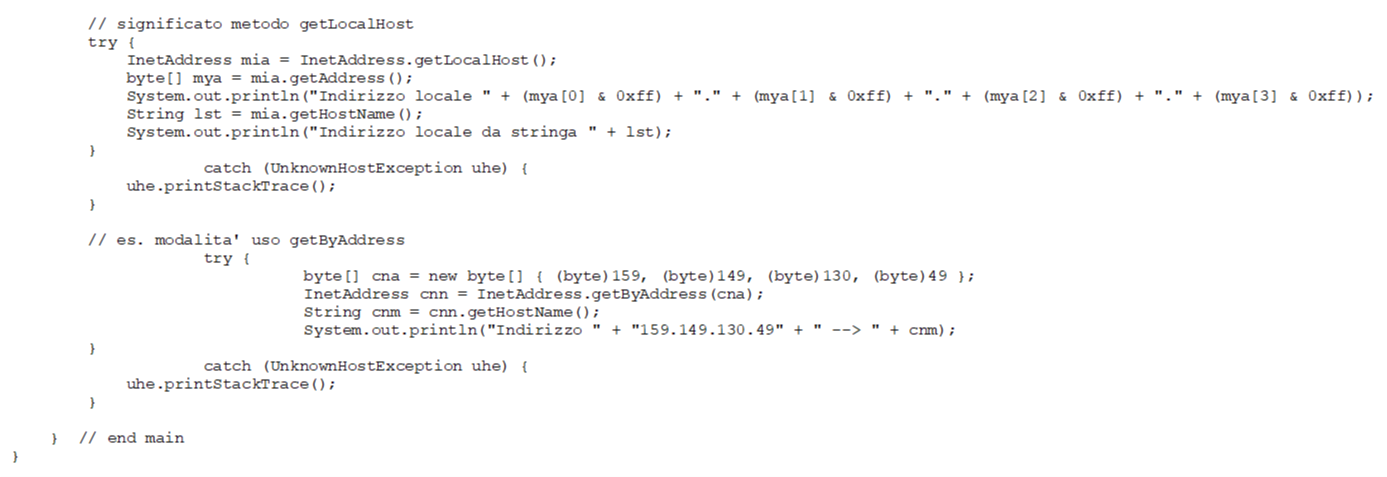 // significato metodo getLocalHost
try {
InetAddress mia = InetAddress.getLocalHost();
byte[] mya = mia.getAddress();
System.out.println("Indirizzo locale " + (mya[0] & 0xff) + "." + (mya[1] & 0xff) + "." + (mya[2] & 0xff) + "." + (mya[3] & 0xff));
String lst = mia.getHostName();
System.out.println("Indirizzo locale da stringa " + lst);
}
catch (UnknownHostException uhe) {
uhe.printStackTrace();
}
// es. modalita' uso getByAddress
try {
byte[] cna = new byte[] { (byte)159, (byte)149, (byte)130, (byte)49 };
InetAddress cnn = InetAddress.getByAddress(cna);
String cnm = cnn.getHostName();
System.out.println("Indirizzo " + "159.149.130.49" + " --> " + cnm);
}
catch (UnknownHostException uhe) {
uhe.printStackTrace();
}
} // end main
}